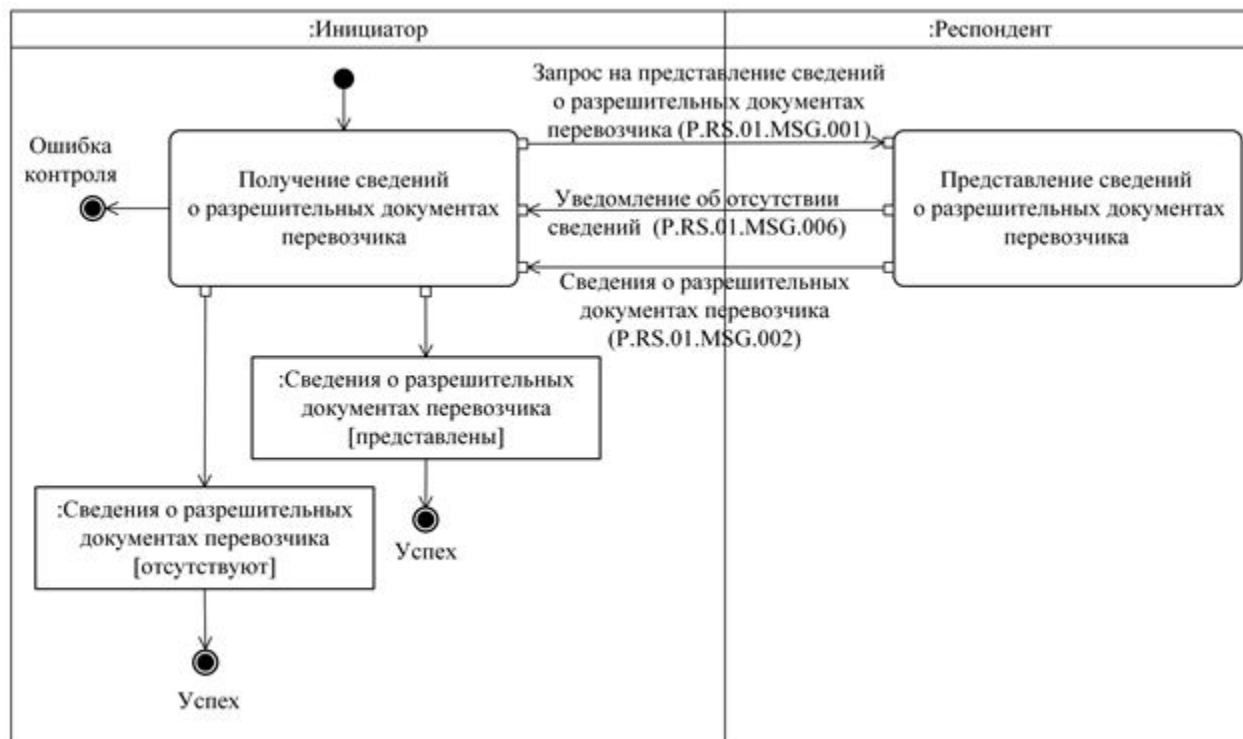 :Инициатор
:Респондент
Запрос на представление сведений
о разрешительных документах
перевозчика (P.RS.01.MSG.001)
Ошибка
контроля
Получение сведений
о разрешительных документах
перевозчика
Уведомление об отсутствии
сведений (P.RS.01.MSG.006)
Представление сведений
о разрешительных документах
перевозчика
Сведения о разрешительных
документах перевозчика
(P.RS.01.MSG.002)
:Сведения о разрешительных
документах перевозчика
[представлены]
:Сведения о разрешительных
документах перевозчика
[отсутствуют]
Успех
Успех